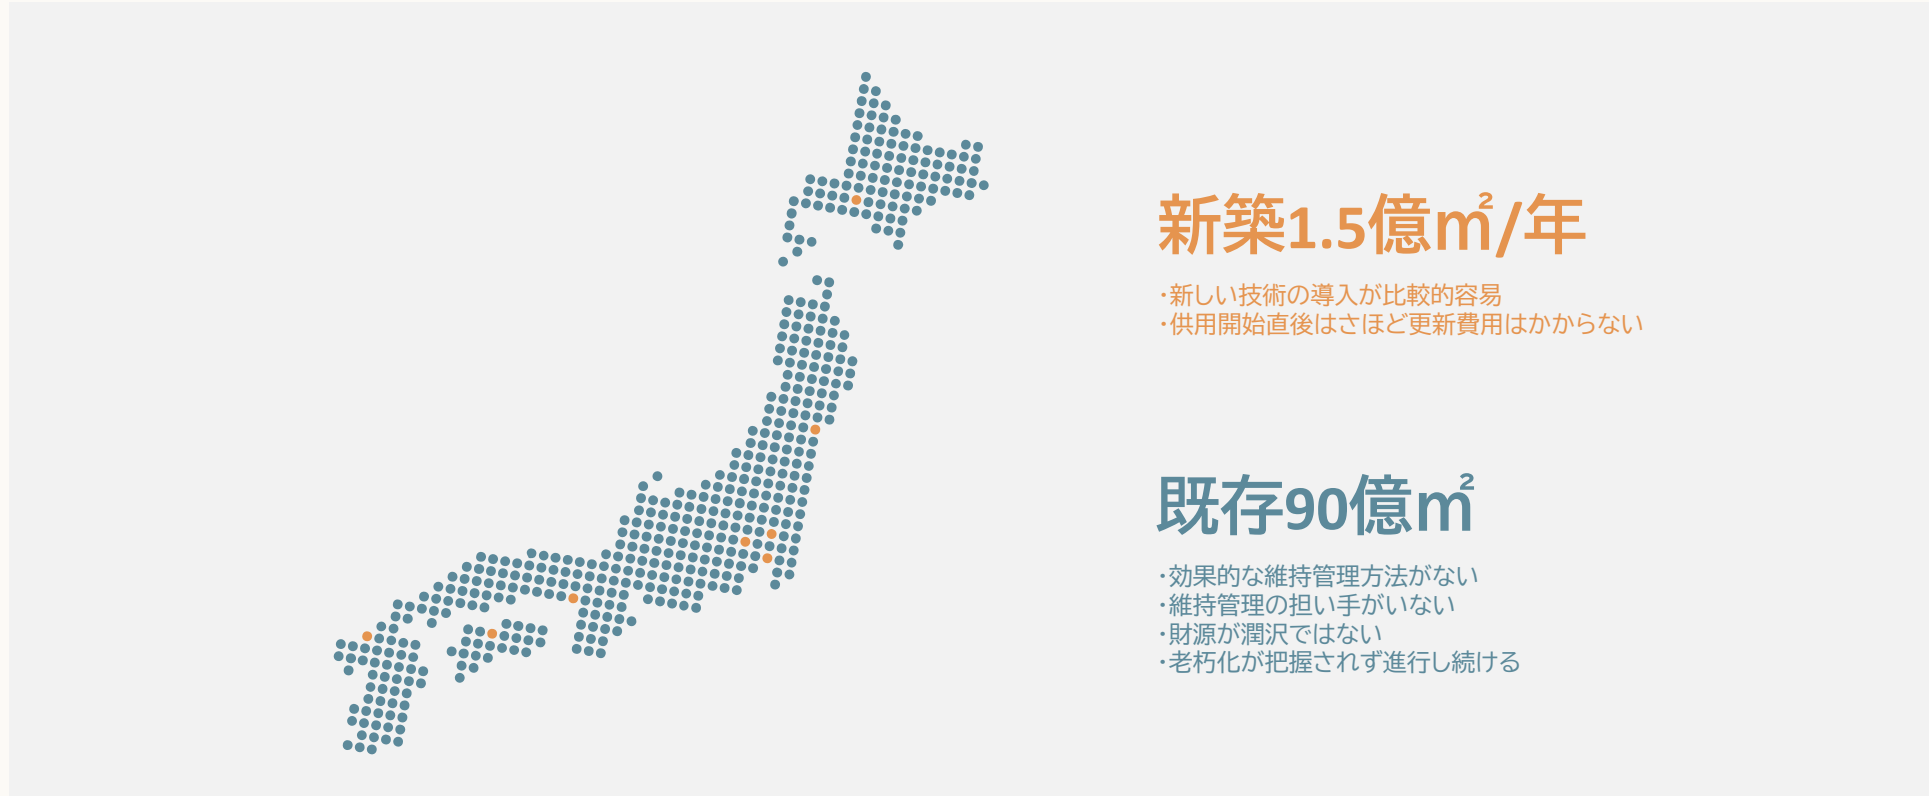 新築1.5億㎡/年
・新しい技術の導入が比較的容易
・供用開始直後はさほど更新費用はかからない
既存90億㎡
・効果的な維持管理方法がない
・維持管理の担い手がいない
・財源が潤沢ではない
・老朽化が把握されず進行し続ける